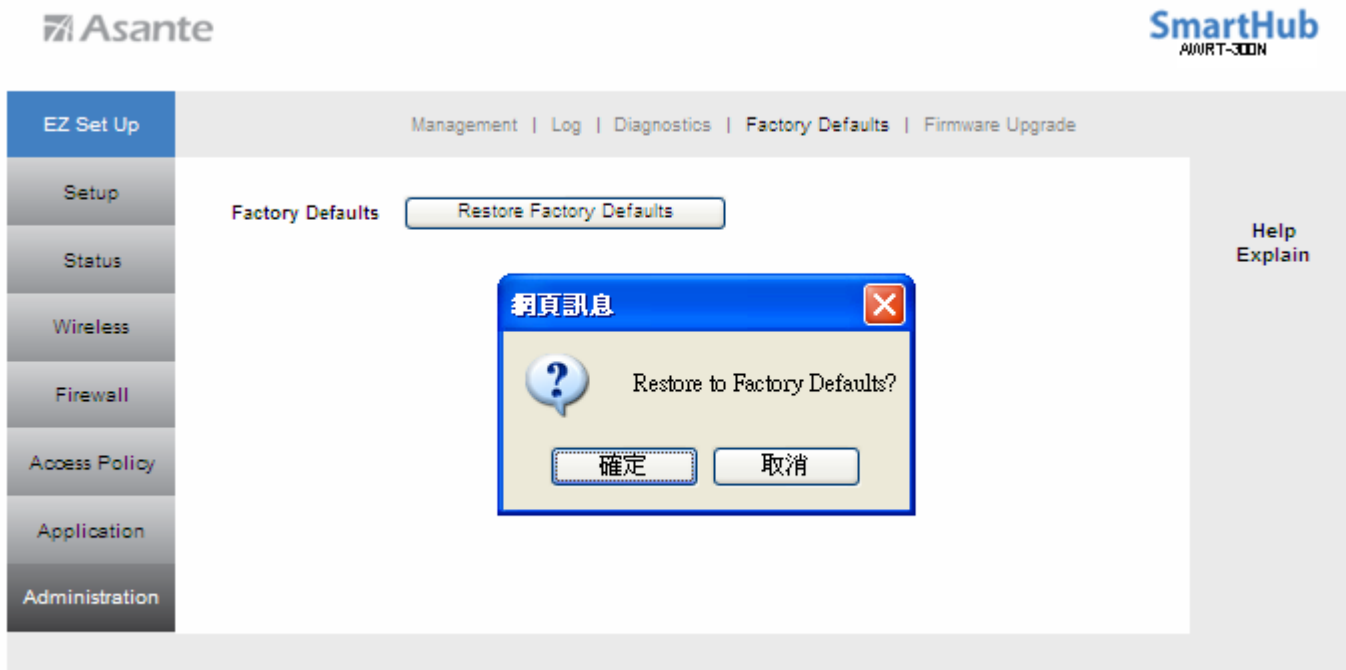 Asante
SmartHub
AWRT-300N
EZ Set Up
Management | Log | Diagnostics | Factory Defaults | Firmware Upgrade
Setup
Status
Wireless
Firewall
Access Policy
Application
Administration
Factory Defaults
Restore Factory Defaults
網頁訊息
Restore to Factory Defaults?
確定
取消
Help
Explain